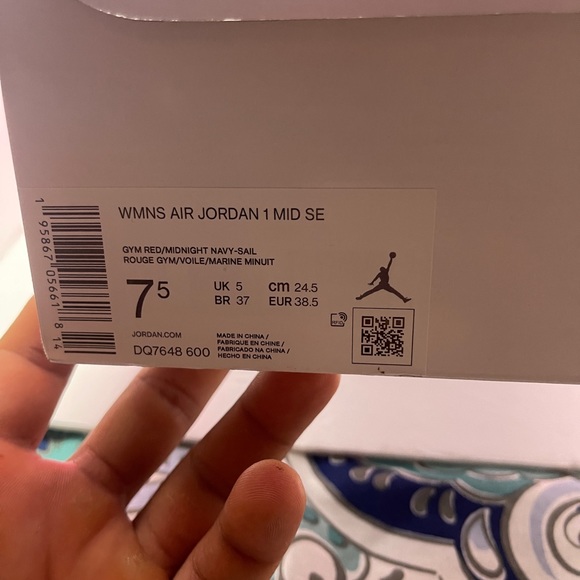 WMNS AIR JORDAN 1 MID SE
GYM RED/MIDNIGHT NAVY-SAIL
ROUGE GYM/VOILE/MARINE MINUIT
7 5
UK 5 cm 24.5
BR 37 EUR 38.5
JORDAN.COM
DQ7648 600
MADE IN CHINA /
FABRIQUE EN CHINE /
FABRICADO NA CHINA /
HECHO EN CHINA
1 95867 05661 8 14